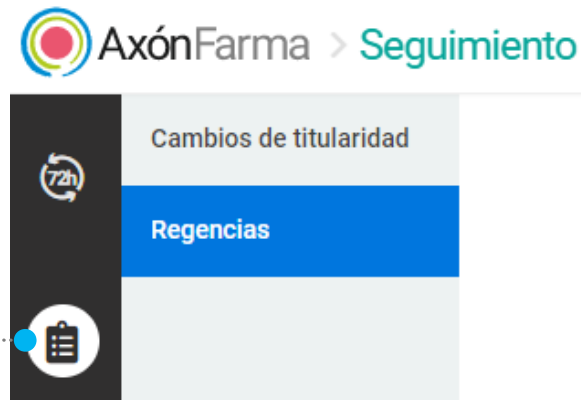 AxónFarma > Seguimiento
Cambios de titularidad
72h
Regencias